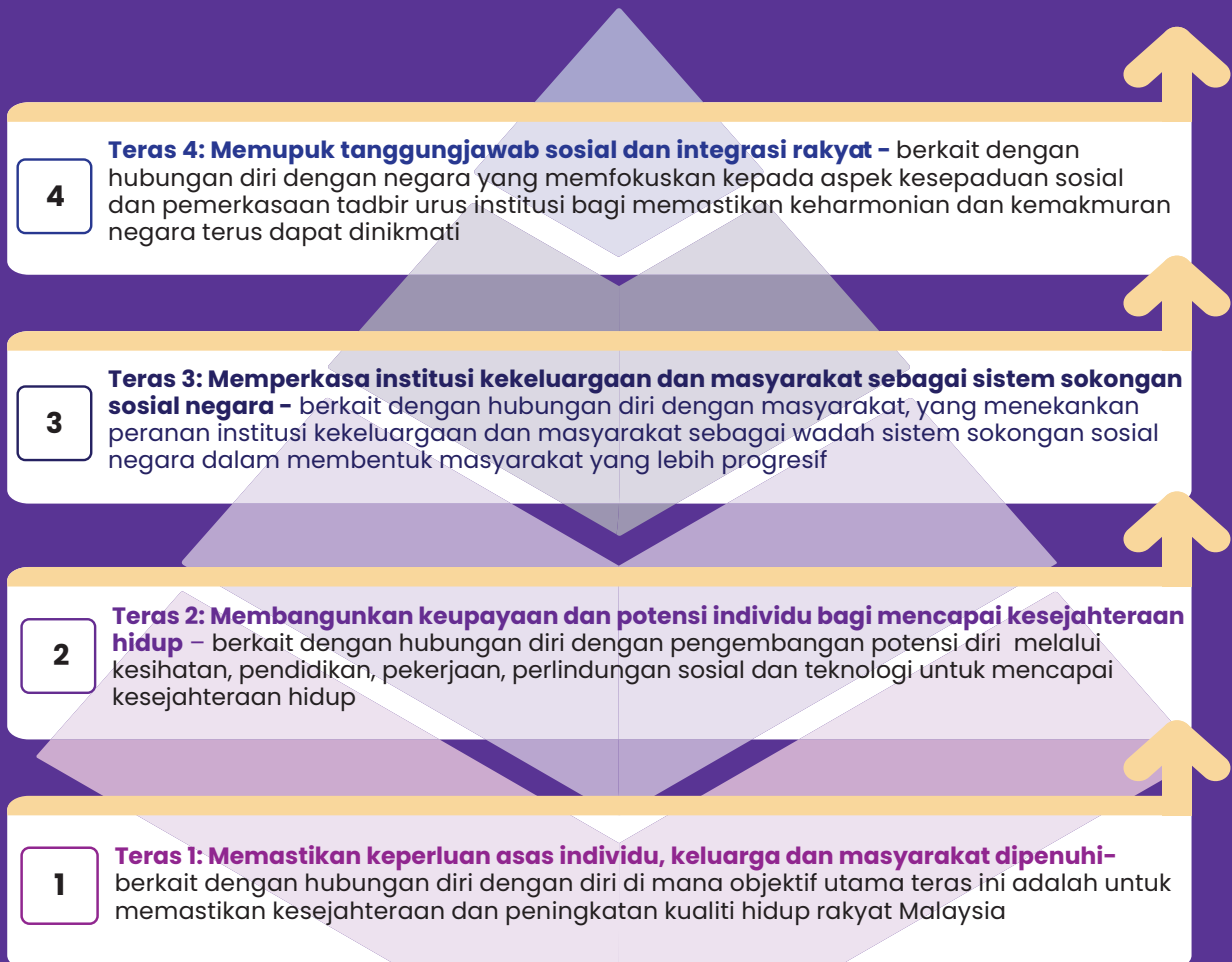 4
Teras 4: Memupuk tanggungjawab sosial dan integrasi rakyat - berkait dengan
hubungan diri dengan negara yang memfokuskan kepada aspek kesepaduan sosial
dan pemerkasaan tadbir urus institusi bagi memastikan keharmonian dan kemakmuran
negara terus dapat dinikmati
3
Teras 3: Memperkasa institusi kekeluargaan dan masyarakat sebagai sistem sokongan
sosial negara - berkait dengan hubungan diri dengan masyarakat, yang menekankan
peranan institusi kekeluargaan dan masyarakat sebagai wadah sistem sokongan sosial
negara dalam membentuk masyarakat yang lebih progresif
2
Teras 2: Membangunkan keupayaan dan potensi individu bagi mencapai kesejahteraan
hidup – berkait dengan hubungan diri dengan pengembangan potensi diri melalui
kesihatan, pendidikan, pekerjaan, perlindungan sosial dan teknologi untuk mencapai
kesejahteraan hidup
1
Teras 1: Memastikan keperluan asas individu, keluarga dan masyarakat dipenuhi-
berkait dengan hubungan diri dengan diri di mana objektif utama teras ini adalah untuk
memastikan kesejahteraan dan peningkatan kualiti hidup rakyat Malaysia